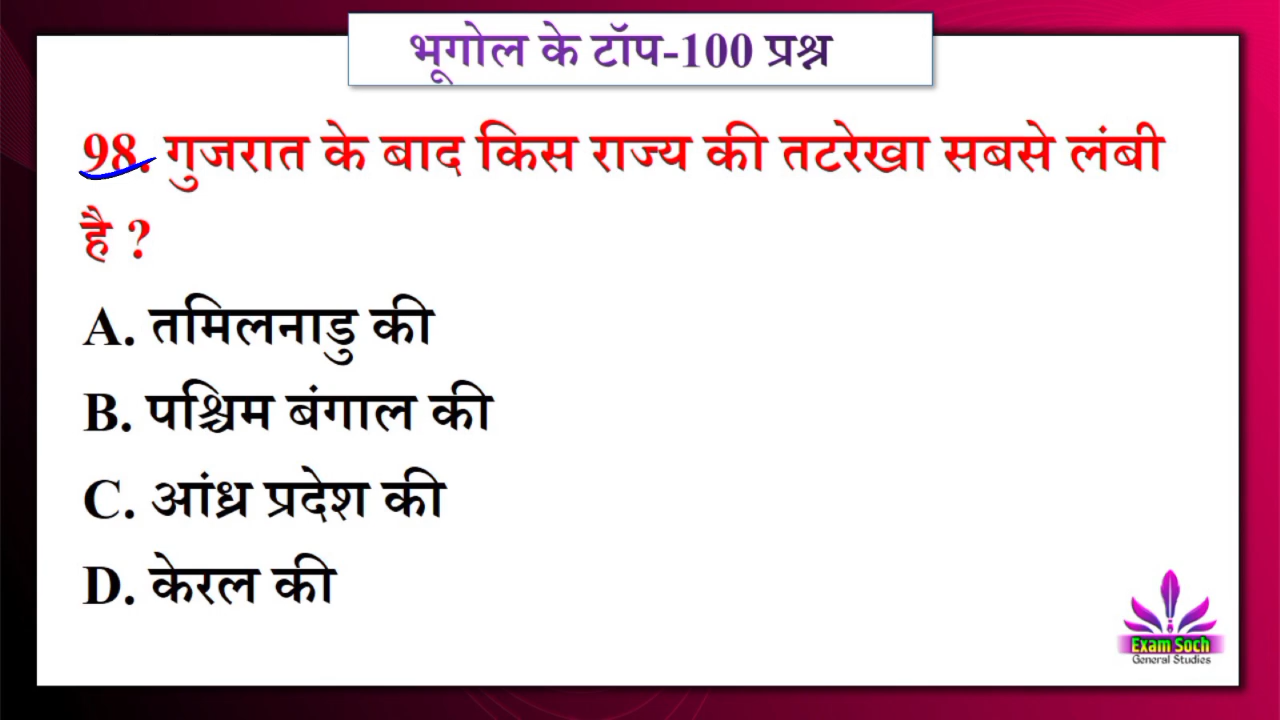 भूगोल के टॉप-100 प्रश्न
98. गुजरात के बाद किस राज्य की तटरेखा सबसे लंबी
है ?
A. तमिलनाडु की
B. पश्चिम बंगाल की
C. आंध्र प्रदेश की
D. केरल की
Exam Soch
General Studies